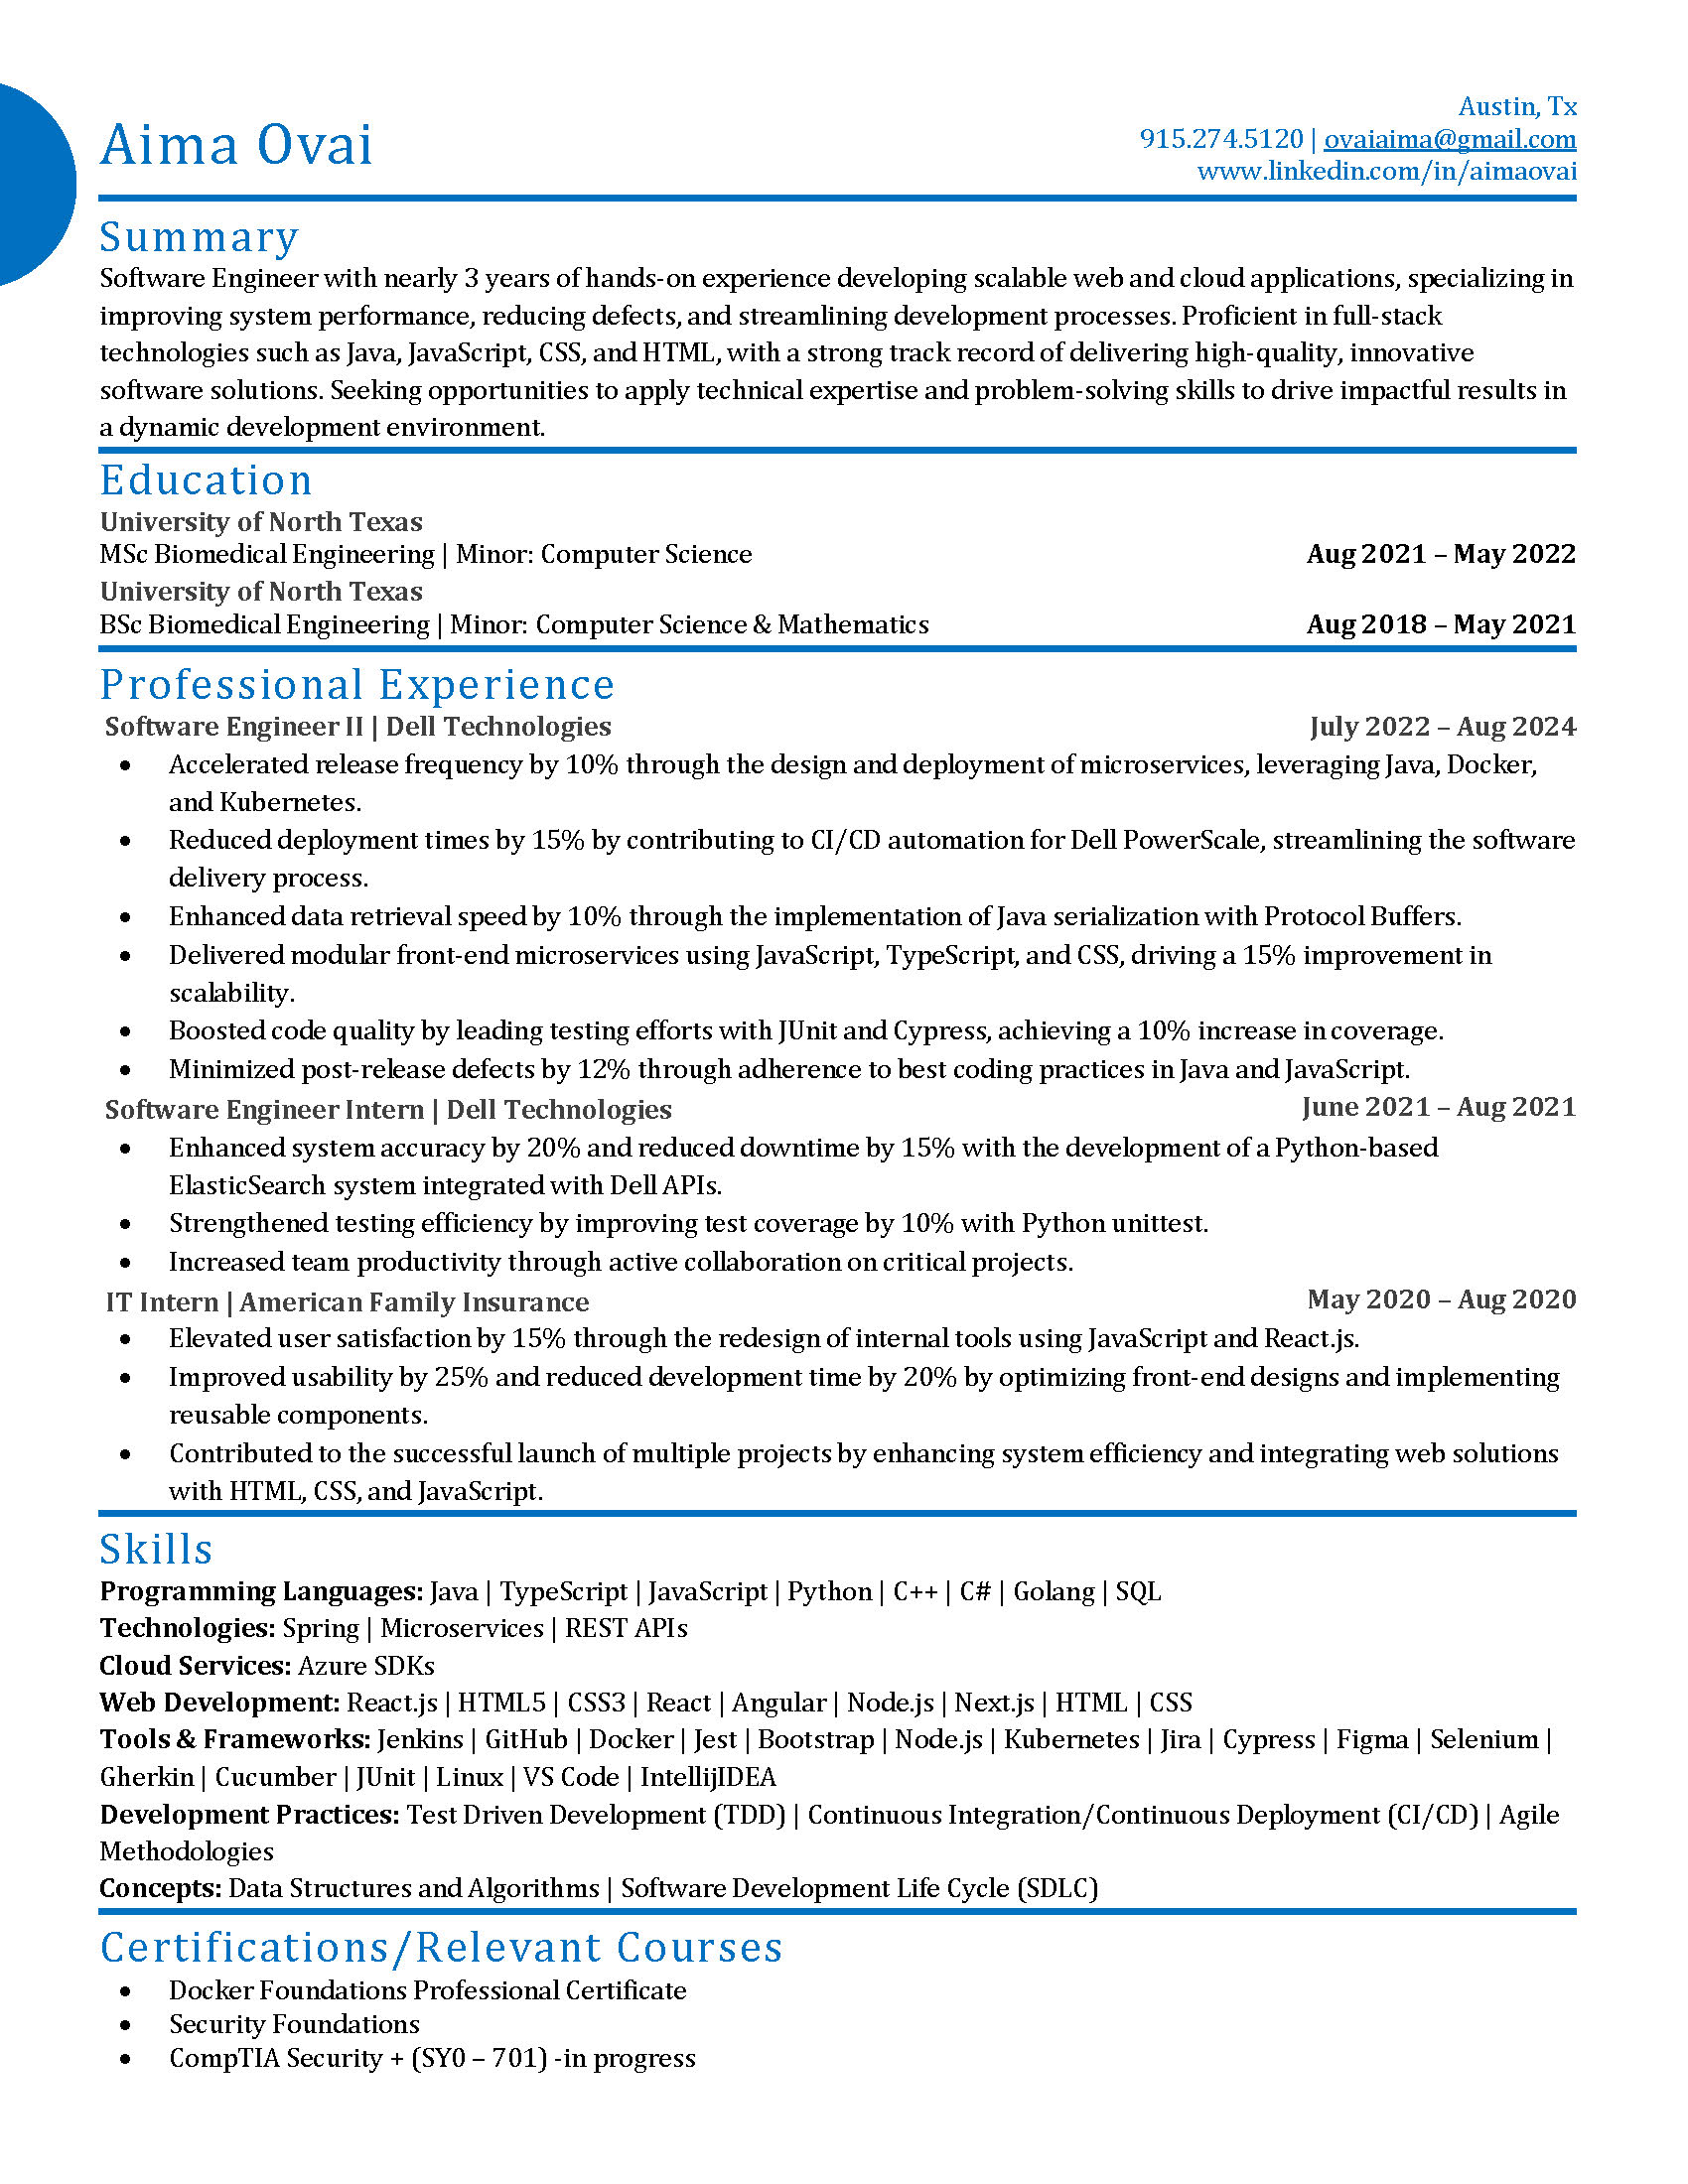 Aima Ovai
Austin, Tx
915.274.5120 | ovaiaima@gmail.com
www.linkedin.com/in/aimaovai
Summary
Software Engineer with nearly 3 years of hands-on experience developing scalable web and cloud applications, specializing in
improving system performance, reducing defects, and streamlining development processes. Proficient in full-stack
technologies such as Java, JavaScript, CSS, and HTML, with a strong track record of delivering high-quality, innovative
software solutions. Seeking opportunities to apply technical expertise and problem-solving skills to drive impactful results in
a dynamic development environment.
Education
University of North Texas
MSc Biomedical Engineering | Minor: Computer Science Aug 2021 – May 2022
University of North Texas
BSc Biomedical Engineering | Minor: Computer Science & Mathematics Aug 2018 – May 2021
Professional Experience
Software Engineer II | Dell Technologies July 2022 – Aug 2024
• Accelerated release frequency by 10% through the design and deployment of microservices, leveraging Java, Docker,
and Kubernetes.
• Reduced deployment times by 15% by contributing to CI/CD automation for Dell PowerScale, streamlining the software
delivery process.
• Enhanced data retrieval speed by 10% through the implementation of Java serialization with Protocol Buffers.
• Delivered modular front-end microservices using JavaScript, TypeScript, and CSS, driving a 15% improvement in
scalability.
• Boosted code quality by leading testing efforts with JUnit and Cypress, achieving a 10% increase in coverage.
• Minimized post-release defects by 12% through adherence to best coding practices in Java and JavaScript.
Software Engineer Intern | Dell Technologies June 2021 – Aug 2021
• Enhanced system accuracy by 20% and reduced downtime by 15% with the development of a Python-based
ElasticSearch system integrated with Dell APIs.
• Strengthened testing efficiency by improving test coverage by 10% with Python unittest.
• Increased team productivity through active collaboration on critical projects.
IT Intern | American Family Insurance May 2020 – Aug 2020
• Elevated user satisfaction by 15% through the redesign of internal tools using JavaScript and React.js.
• Improved usability by 25% and reduced development time by 20% by optimizing front-end designs and implementing
reusable components.
• Contributed to the successful launch of multiple projects by enhancing system efficiency and integrating web solutions
with HTML, CSS, and JavaScript.
Skills
Programming Languages: Java | TypeScript | JavaScript | Python | C++ | C# | Golang | SQL
Technologies: Spring | Microservices | REST APIs
Cloud Services: Azure SDKs
Web Development: React.js | HTML5 | CSS3 | React | Angular | Node.js | Next.js | HTML | CSS
Tools & Frameworks: Jenkins | GitHub | Docker | Jest | Bootstrap | Node.js | Kubernetes | Jira | Cypress | Figma | Selenium |
Gherkin | Cucumber | JUnit | Linux | VS Code | IntellijIDEA
Development Practices: Test Driven Development (TDD) | Continuous Integration/Continuous Deployment (CI/CD) | Agile
Methodologies
Concepts: Data Structures and Algorithms | Software Development Life Cycle (SDLC)
Certifications/Relevant Courses
• Docker Foundations Professional Certificate
• Security Foundations
• CompTIA Security + (SY0 – 701) -in progress